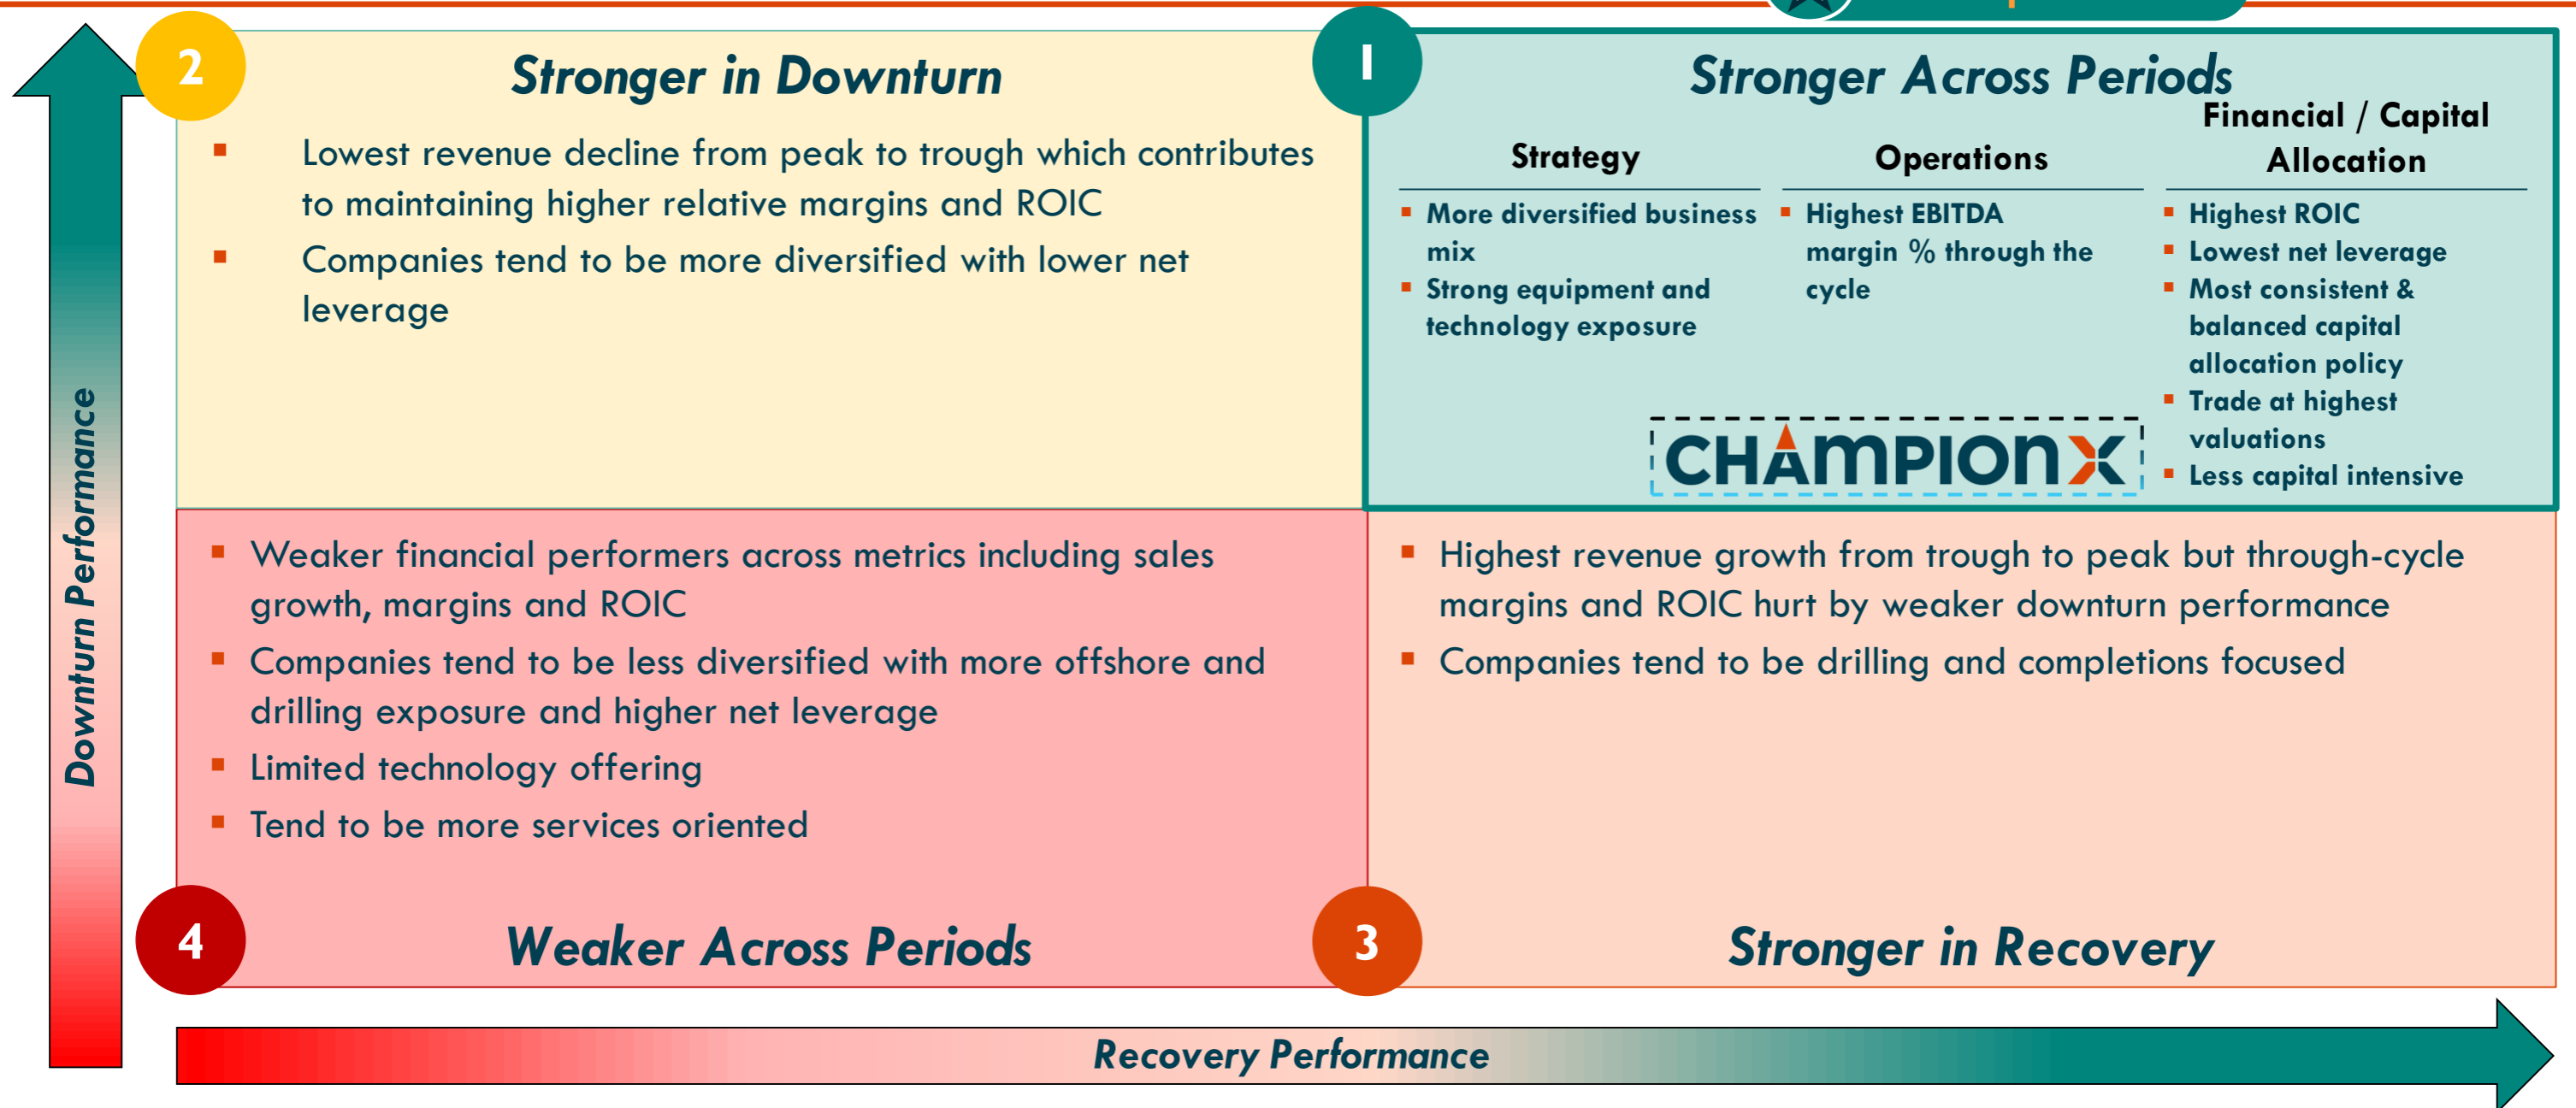 2
Stronger in Downturn
Lowest revenue decline from peak to trough which contributes
to maintaining higher relative margins and ROIC
Companies tend to be more diversified with lower net
leverage
1
Stronger Across Periods
Strategy
More diversified business
mix
Strong equipment and
technology exposure
Operations
Highest EBITDA
margin % through the
cycle
Financial / Capital
Allocation
Highest ROIC
Lowest net leverage
Most consistent &
balanced capital
allocation policy
Trade at highest
valuations
Less capital intensive
CHAMPIONX
Downturn Performance
Weaker financial performers across metrics including sales
growth, margins and ROIC
Companies tend to be less diversified with more offshore and
drilling exposure and higher net leverage
Limited technology offering
Tend to be more services oriented
4
Weaker Across Periods
Highest revenue growth from trough to peak but through-cycle
margins and ROIC hurt by weaker downturn performance
Companies tend to be drilling and completions focused
3
Stronger in Recovery
Recovery Performance